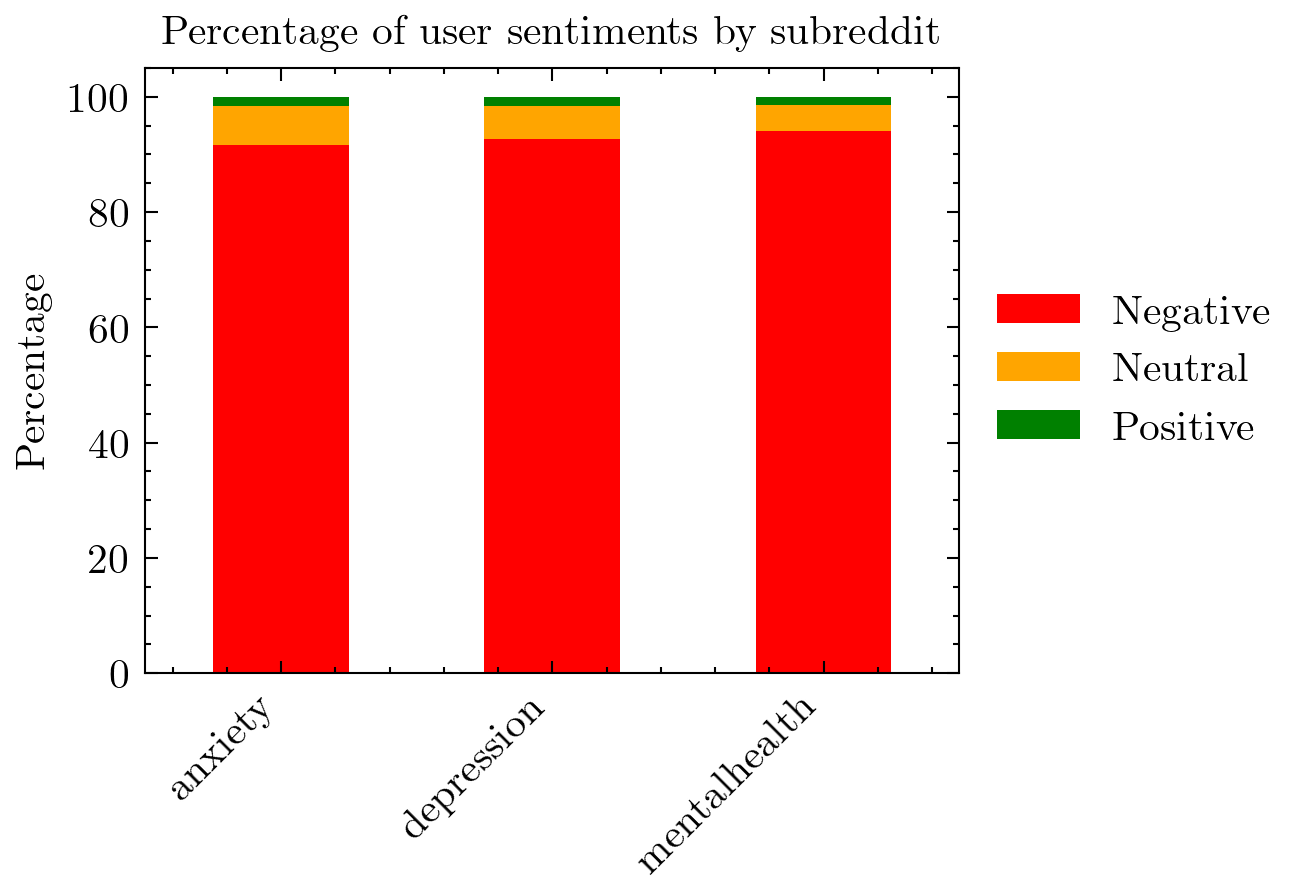 Percentage of user sentiments by subreddit
Percentage
100
80
60
40
20
0
anxiety
depression
mentalhealth
Negative
Neutral
Positive